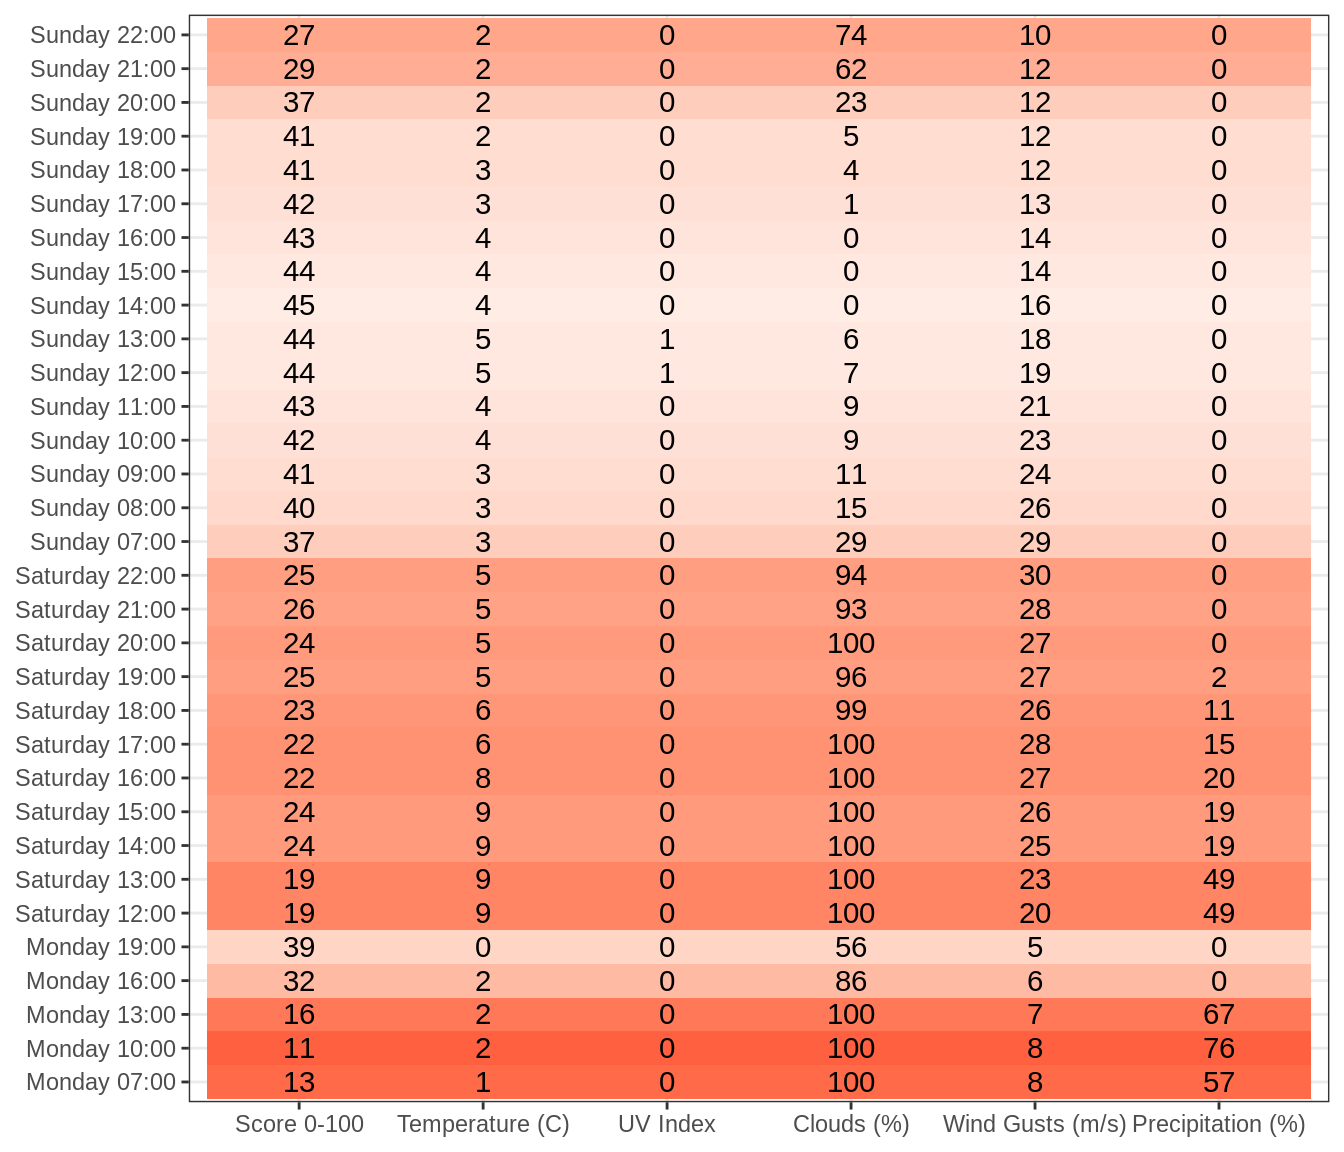 Sunday 22:00 27 2 0 74 10 0
Sunday 21:00 29 2 0 62 12 0
Sunday 20:00 37 2 0 23 12 0
Sunday 19:00 41 2 0 5 12 0
Sunday 18:00 41 3 0 4 12 0
Sunday 17:00 42 3 0 1 13 0
Sunday 16:00 43 4 0 0 14 0
Sunday 15:00 44 4 0 0 14 0
Sunday 14:00 45 4 0 0 16 0
Sunday 13:00 44 5 1 6 18 0
Sunday 12:00 44 5 1 7 19 0
Sunday 11:00 43 4 0 9 21 0
Sunday 10:00 42 4 0 9 23 0
Sunday 09:00 41 3 0 11 24 0
Sunday 08:00 40 3 0 15 26 0
Sunday 07:00 37 3 0 29 29 0
Saturday 22:00 25 5 0 94 30 0
Saturday 21:00 26 5 0 93 28 0
Saturday 20:00 24 5 0 100 27 0
Saturday 19:00 25 5 0 96 27 2
Saturday 18:00 23 6 0 99 26 11
Saturday 17:00 22 6 0 100 28 15
Saturday 16:00 22 8 0 100 27 20
Saturday 15:00 24 9 0 100 26 19
Saturday 14:00 24 9 0 100 25 19
Saturday 13:00 19 9 0 100 23 49
Saturday 12:00 19 9 0 100 20 49
Monday 19:00 39 0 0 56 5 0
Monday 16:00 32 2 0 86 6 0
Monday 13:00 16 2 0 100 7 67
Monday 10:00 11 2 0 100 8 76
Monday 07:00 13 1 0 100 8 57
Score 0-100 Temperature (C) UV Index Clouds (%) Wind Gusts (m/s) Precipitation (%)